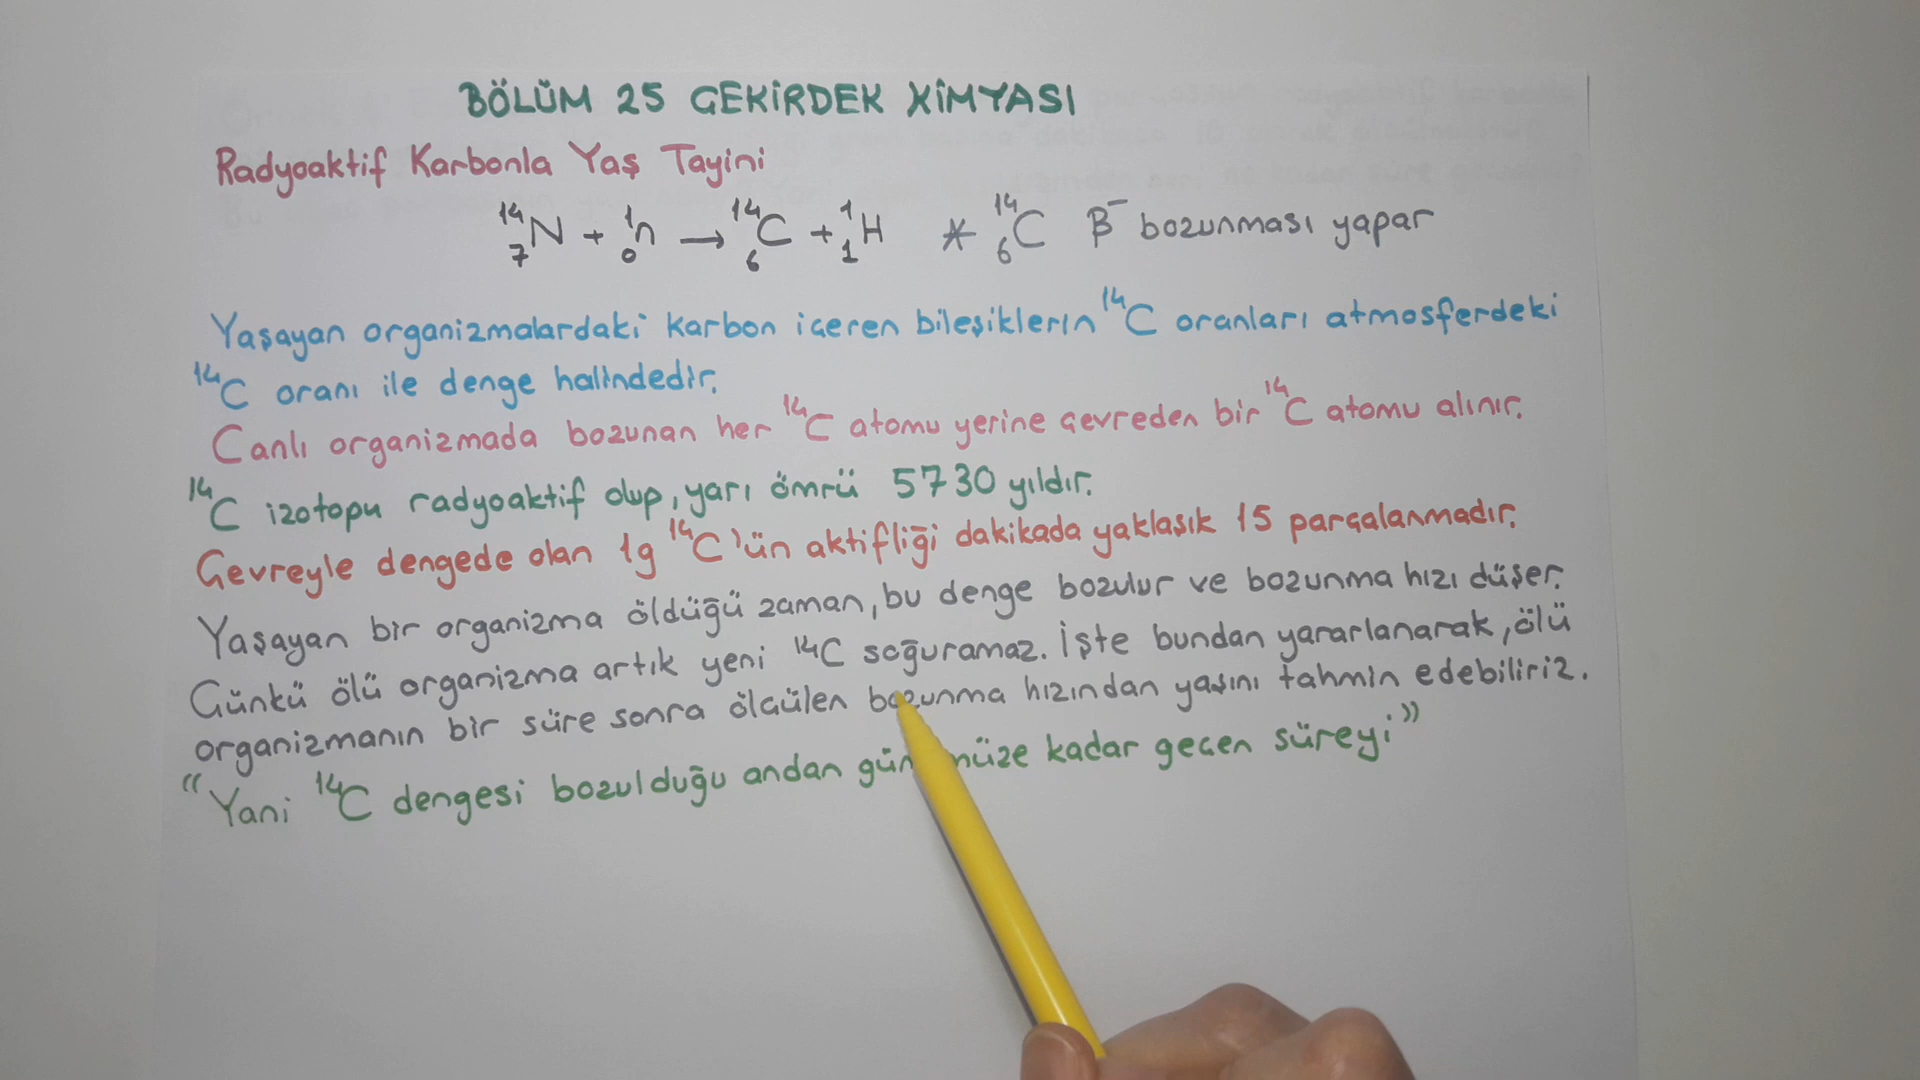 BÖLÜM 25 ÇEKİRDEK KİMYASI
Radyoaktif Karbonla Yaş Tayini
¹⁴₇N + ¹₀n → ¹⁴₆C + ¹₁H * ¹⁴₆C β⁻ bozunması yapar
Yaşayan organizmalardaki karbon içeren bileşiklerın ¹⁴C oranları atmosferdeki
¹⁴C oranı ile denge halindedir.
Canlı organizmada bozunan her ¹⁴C atomu yerine çevreden bir ¹⁴C atomu alınır.
¹⁴C izotopu radyoaktif olup, yarı ömrü 5730 yıldır.
Çevreyle dengede olan 1g ¹⁴C'ün aktifliği dakikada yaklaşık 15 parçalanmadır.
Yaşayan bir organizma öldüğü zaman, bu denge bozulur ve bozunma hızı düşer.
Çünkü ölü organizma artık yeni ¹⁴C soğuramaz. İşte bundan yararlanarak, ölü
organizmanın bir süre sonra ölçülen bozunma hızından yaşını tahmin edebiliriz.
"Yani ¹⁴C dengesi bozulduğu andan günümüze kadar geçen süreyi"